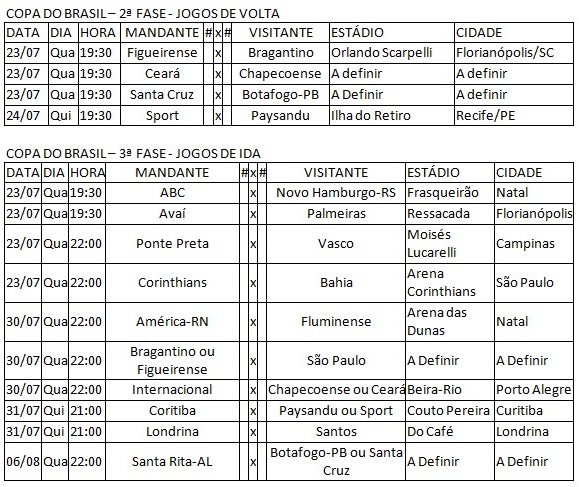 COPA DO BRASIL – 2ª FASE - JOGOS DE VOLTA
DATA DIA HORA MANDANTE # x # VISITANTE ESTÁDIO CIDADE
23/07 Qua 19:30 Figueirense x Bragantino Orlando Scarpelli Florianópolis/SC
23/07 Qua 19:30 Ceará x Chapecoense A definir A definir
23/07 Qua 19:30 Santa Cruz x Botafogo-PB A Definir A definir
24/07 Qui 19:30 Sport x Paysandu Ilha do Retiro Recife/PE
COPA DO BRASIL – 3ª FASE - JOGOS DE IDA
DATA DIA HORA MANDANTE # x # VISITANTE ESTÁDIO CIDADE
23/07 Qua 19:30 ABC x Novo Hamburgo-RS Frasqueirão Natal
23/07 Qua 19:30 Avaí x Palmeiras Ressacada Florianópolis
23/07 Qua 22:00 Ponte Preta x Vasco Moisés Lucarelli Campinas
23/07 Qua 22:00 Corinthians x Bahia Arena Corinthians São Paulo
30/07 Qua 22:00 América-RN x Fluminense Arena das Dunas Natal
30/07 Qua 22:00 Bragantino ou Figueirense x São Paulo A Definir A Definir
30/07 Qua 22:00 Internacional x Chapecoense ou Ceará Beira-Rio Porto Alegre
31/07 Qui 21:00 Coritiba x Paysandu ou Sport Couto Pereira Curitiba
31/07 Qui 21:00 Londrina x Santos Do Café Londrina
06/08 Qua 22:00 Santa Rita-AL x Botafogo-PB ou Santa Cruz A Definir A Definir